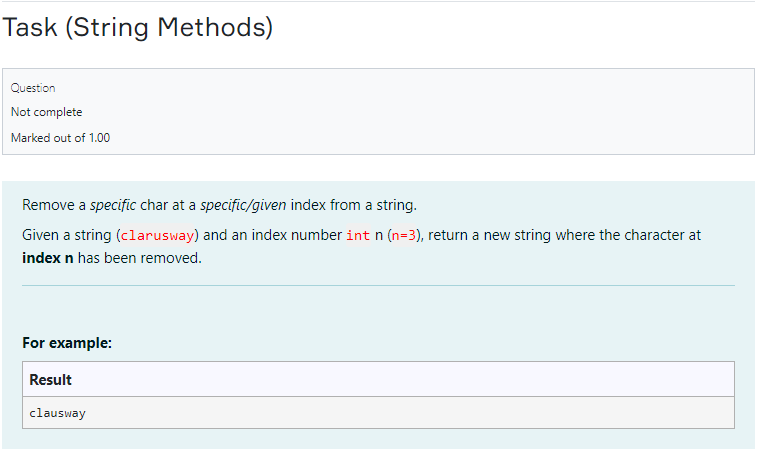 Task (String Methods)
Question
Not complete
Marked out of 1.00
Remove a specific char at a specific/given index from a string.
Given a string (clarusway) and an index number int n (n=3), return a new string where the character at
index n has been removed.
For example:
Result
clausway